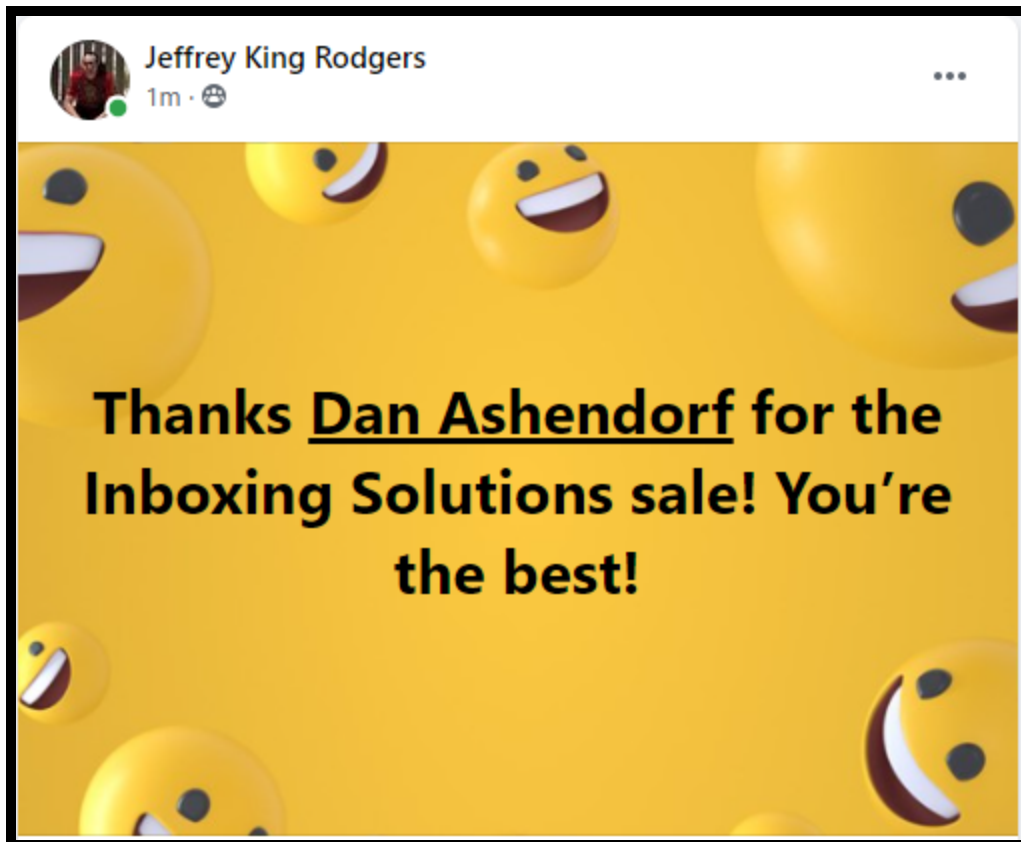 Jeffrey King Rodgers
1m ·
Thanks Dan Ashendorf for the
Inboxing Solutions sale! You’re
the best!